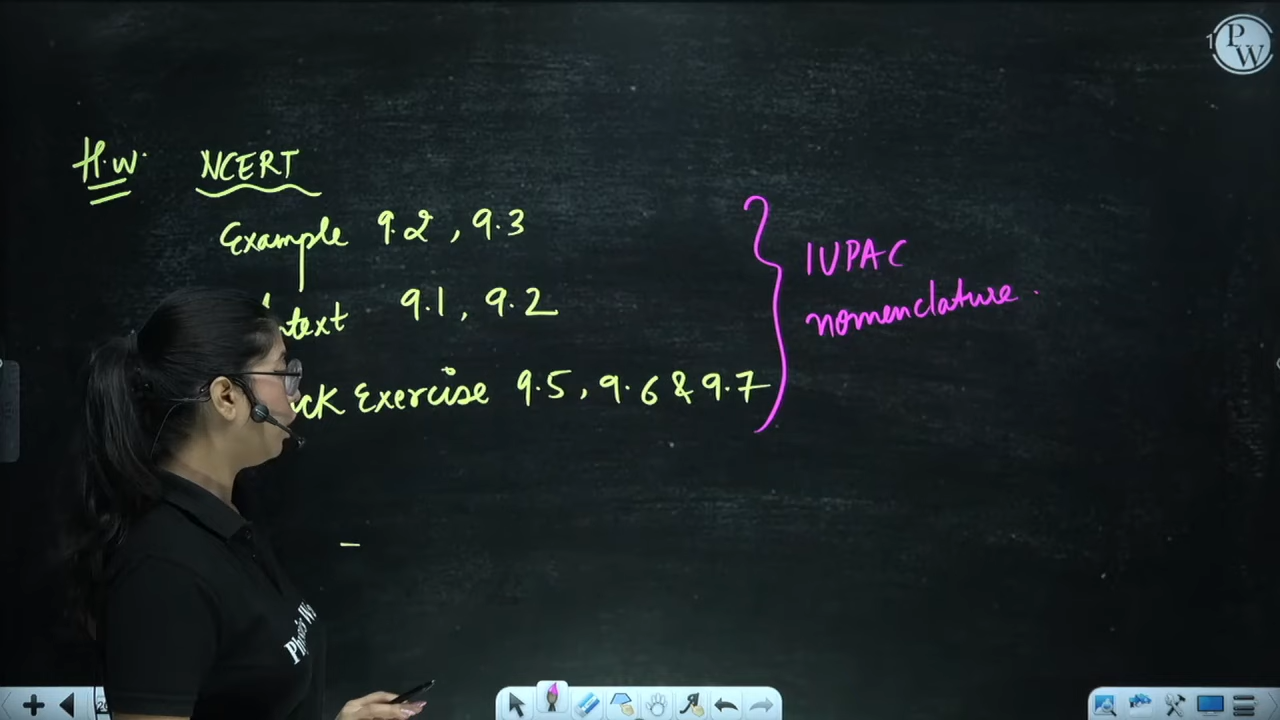 H.W. NCERT
Example 9.2, 9.3
9.1, 9.2
Exercise 9.5, 9.6 & 9.7
IUPAC
nomenclature.
PW